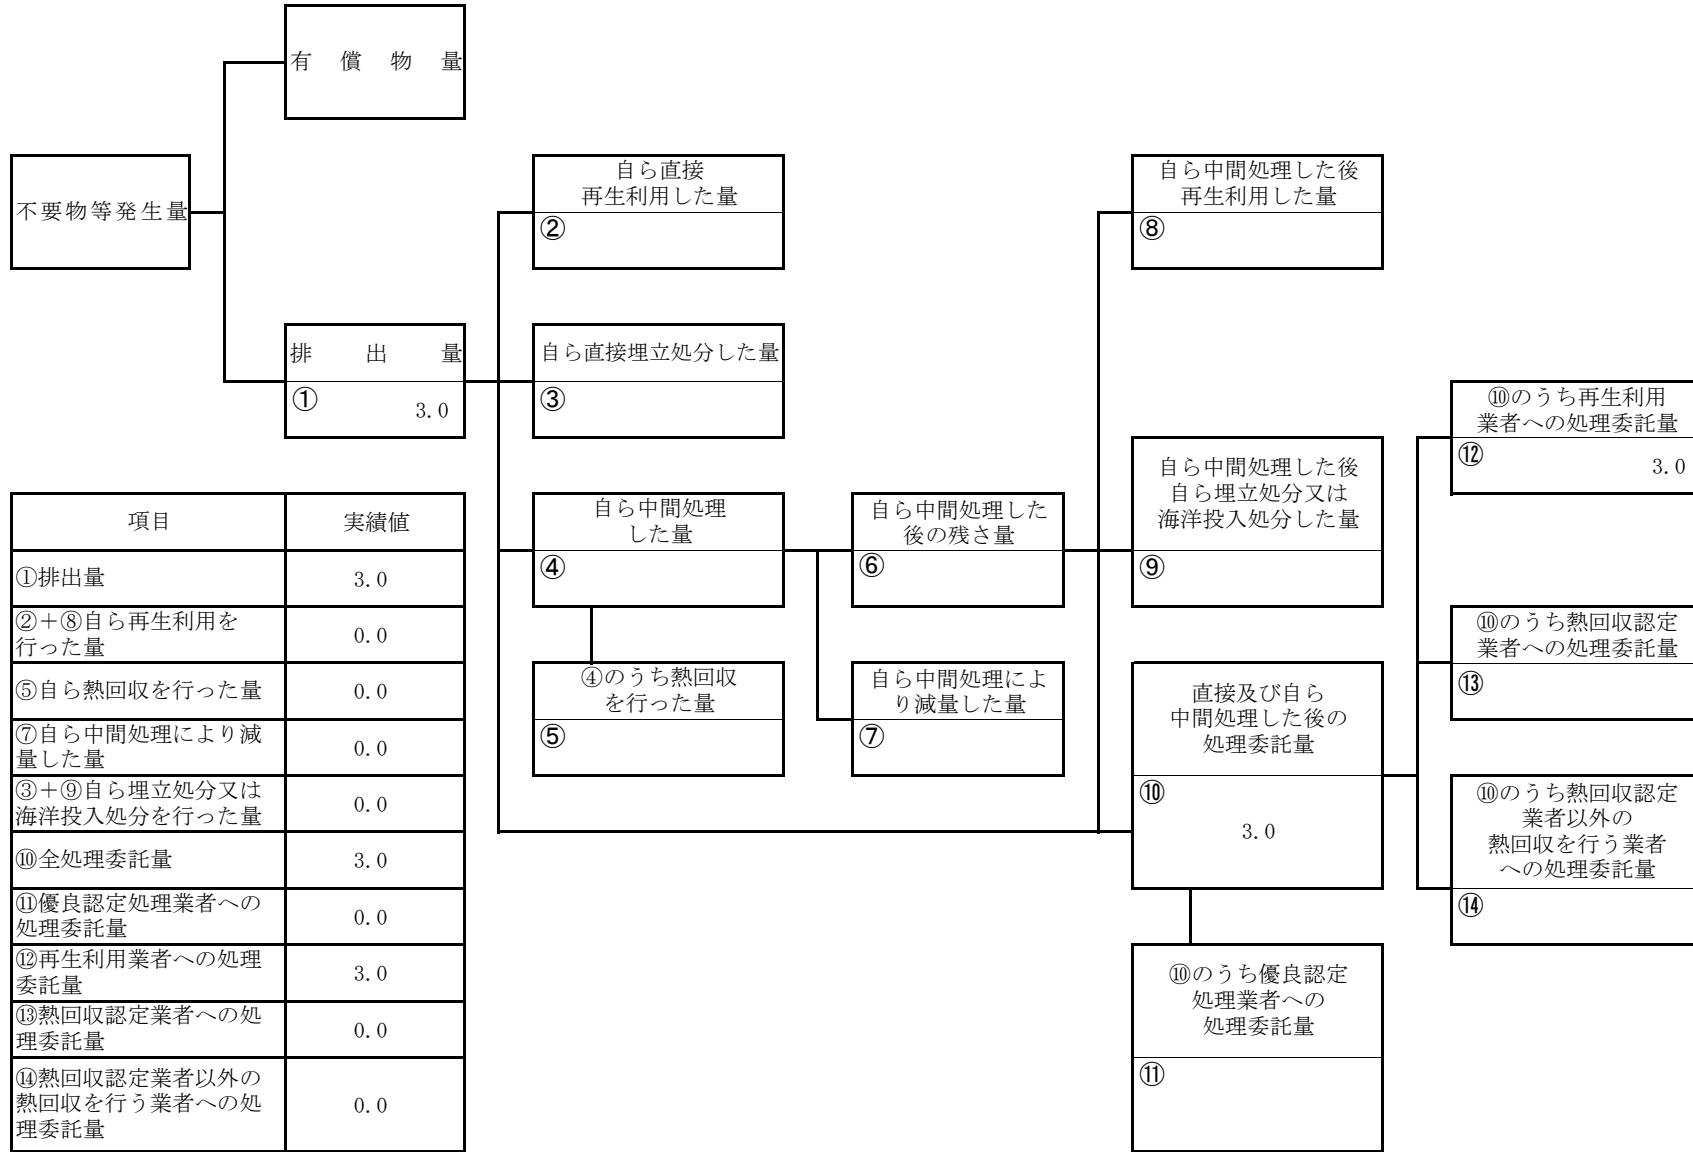 有償物量
不要物等発生量
排出量
①
3.0
自ら直接
再生利用した量
②
自ら直接埋立処分した量
③
自ら中間処理
した量
④
④のうち熱回収
を行った量
⑤
自ら中間処理した
後の残さ量
⑥
自ら中間処理によ
り減量した量
⑦
自ら中間処理した後
再生利用した量
⑧
自ら中間処理した後
自ら埋立処分又は
海洋投入処分した量
⑨
直接及び自ら
中間処理した後の
処理委託量
⑩
3.0
⑩のうち優良認定
処理業者への
処理委託量
⑪
⑩のうち再生利用
業者への処理委託量
⑫
3.0
⑩のうち熱回収認定
業者への処理委託量
⑬
⑩のうち熱回収認定
業者以外の
熱回収を行う業者
への処理委託量
⑭
項目 実績値
①排出量 3.0
②＋⑧自ら再生利用を
行った量 0.0
⑤自ら熱回収を行った量 0.0
⑦自ら中間処理により減
量した量 0.0
③＋⑨自ら埋立処分又は
海洋投入処分を行った量 0.0
⑩全処理委託量 3.0
⑪優良認定処理業者への
処理委託量 0.0
⑫再生利用業者への処理
委託量 3.0
⑬熱回収認定業者への処
理委託量 0.0
⑭熱回収認定業者以外の
熱回収を行う業者への処
理委託量 0.0